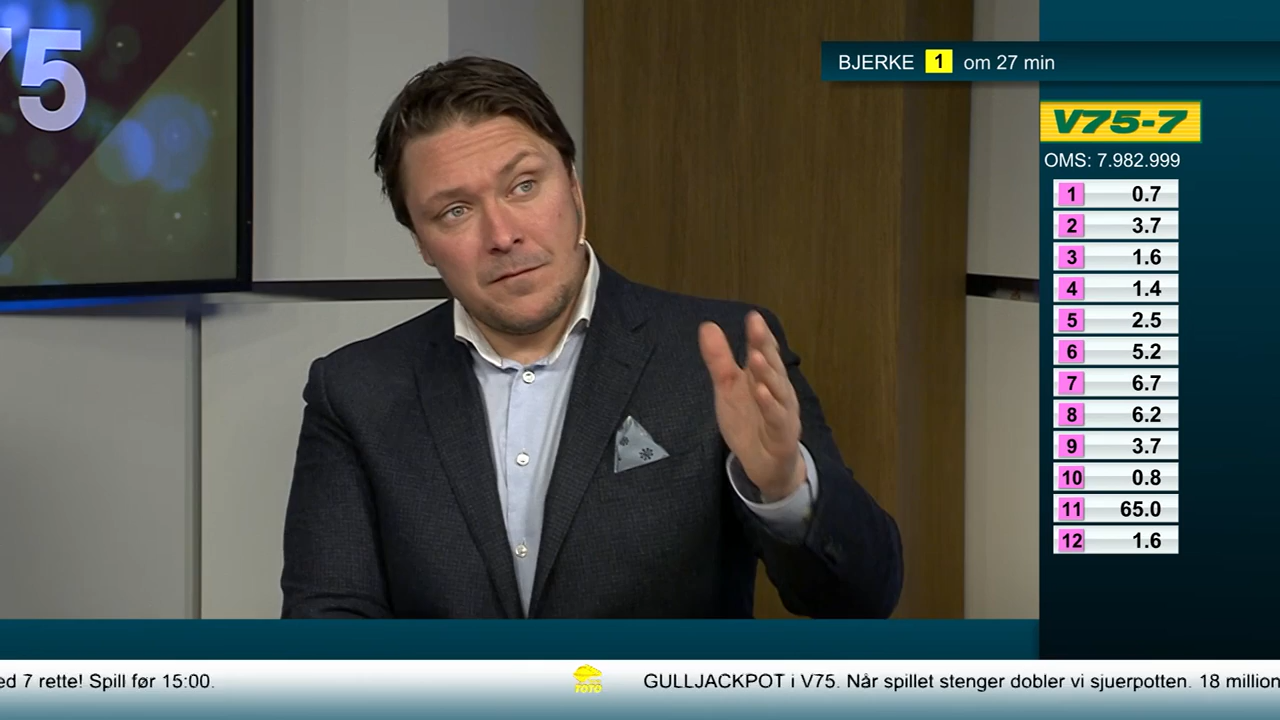 75
BJERKE 1 om 27 min
V75-7
OMS: 7.982.999
1 0.7
2 3.7
3 1.6
4 1.4
5 2.5
6 5.2
7 6.7
8 6.2
9 3.7
10 0.8
11 65.0
12 1.6
ed 7 rette! Spill før 15:00.
TOTO
GULLJACKPOT i V75. Når spillet stenger dobler vi sjuerpotten. 18 million